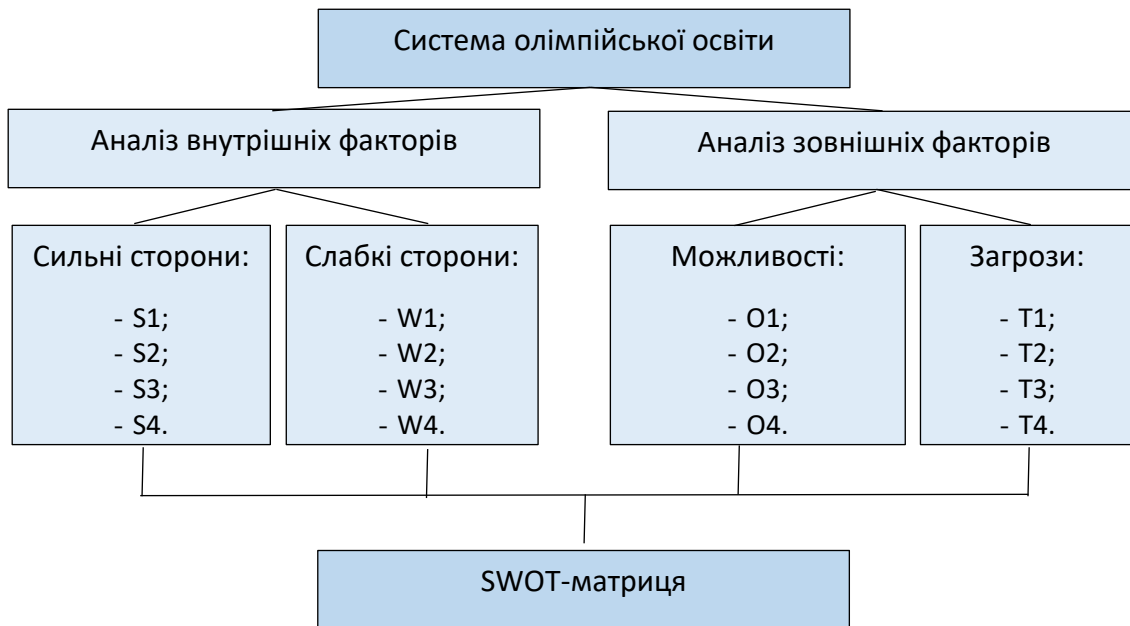 Система олімпійської освіти
Аналіз внутрішніх факторів
Аналіз зовнішніх факторів
Сильні сторони:
- S1;
- S2;
- S3;
- S4.
Слабкі сторони:
- W1;
- W2;
- W3;
- W4.
Можливості:
- O1;
- O2;
- O3;
- O4.
Загрози:
- T1;
- T2;
- T3;
- T4.
SWOT-матриця